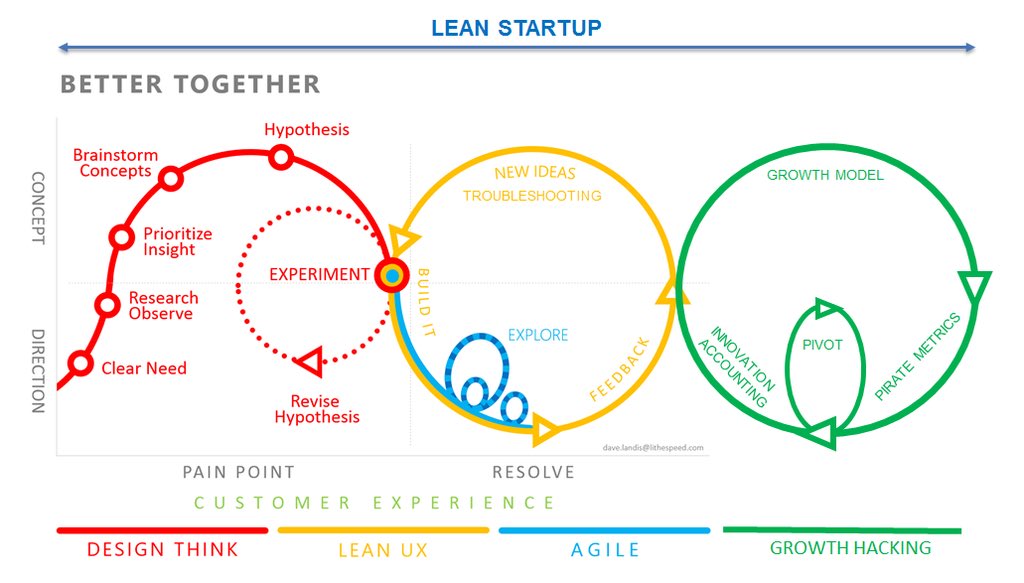 LEAN STARTUP
BETTER TOGETHER
CONCEPT
DIRECTION
Hypothesis
Brainstorm
Concepts
Prioritize
Insight
Research
Observe
Clear Need
EXPERIMENT
Revise
Hypothesis
NEW IDEAS
TROUBLESHOOTING
BUILD IT
EXPLORE
FEEDBACK
GROWTH MODEL
PIVOT
INNOVATION
ACCOUNTING
PIRATE METRICS
dave.landis@lithespeed.com
PAIN POINT
RESOLVE
CUSTOMER EXPERIENCE
DESIGN THINK
LEAN UX
AGILE
GROWTH HACKING